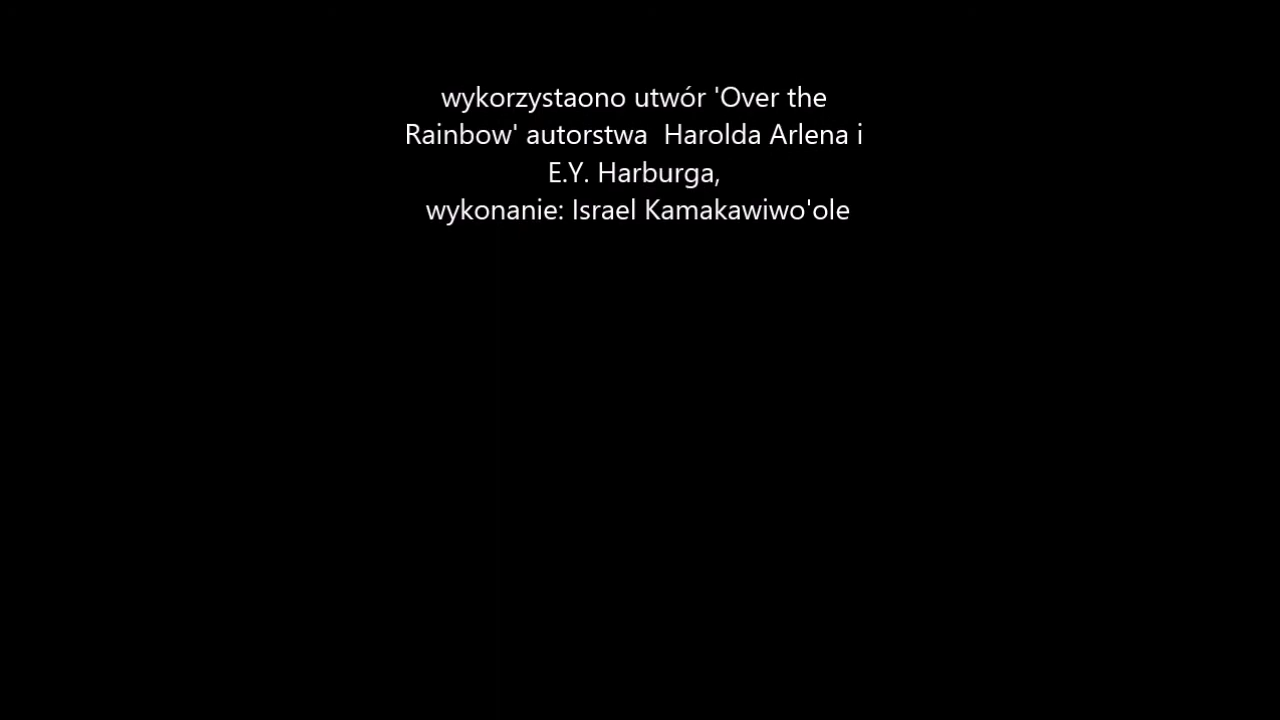 wykorzystaono utwór 'Over the
Rainbow' autorstwa  Harolda Arlena i
E.Y. Harburga,
wykonanie: Israel Kamakawiwo'ole